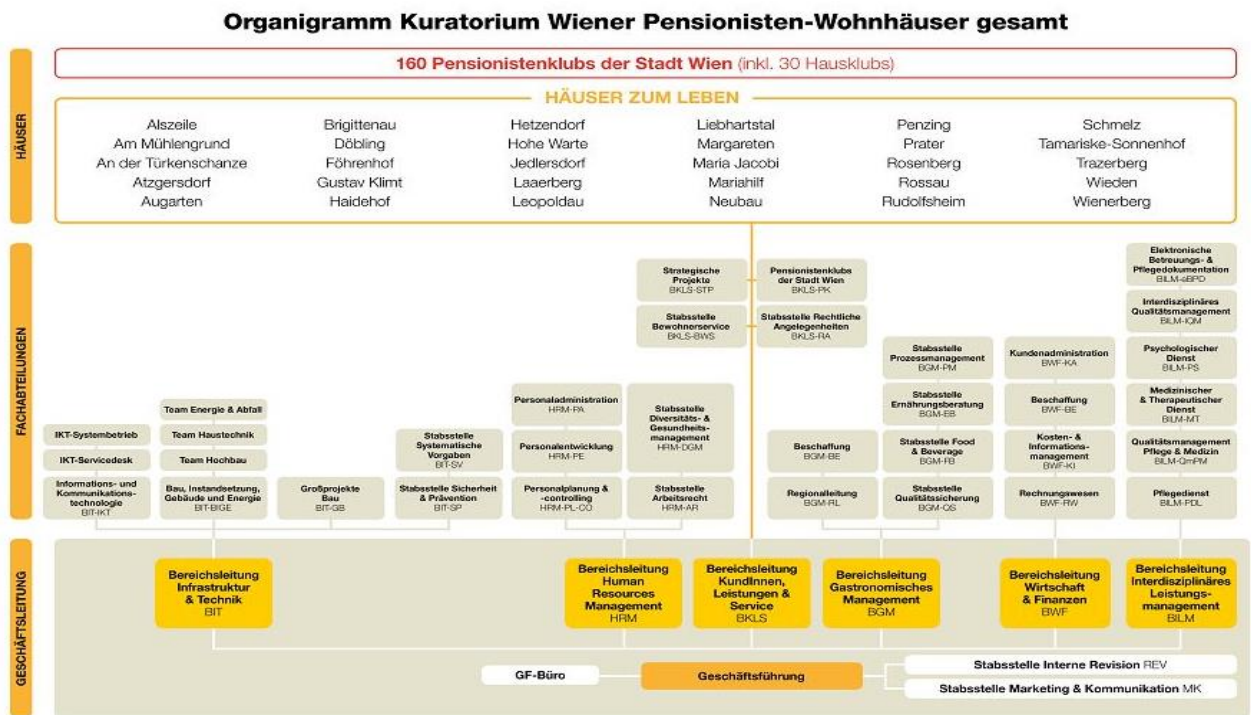 Organigramm Kuratorium Wiener Pensionisten-Wohnhäuser gesamt
HÄUSER
160 Pensionistenklubs der Stadt Wien (inkl. 30 Hausklubs)
HÄUSER ZUM LEBEN
Alszeile
Am Mühlengrund
An der Türkenschanze
Atzgersdorf
Augarten
Brigittenau
Döbling
Föhrenhof
Gustav Klimt
Haidehof
Hetzendorf
Hohe Warte
Jedlersdorf
Laaerberg
Leopoldau
Liebhartstal
Margareten
Maria Jacobi
Mariahilf
Neubau
Penzing
Prater
Rosenberg
Rossau
Rudolfsheim
Schmelz
Tamariske-Sonnenhof
Trazerberg
Wieden
Wienerberg
FACHABTEILUNGEN
IKT-Systembetrieb
IKT-Servicedesk
Informations- und
Kommunikations-
technologie
BIT-IKT
Team Energie & Abfall
Team Haustechnik
Team Hochbau
Bau, Instandsetzung,
Gebäude und Energie
BIT-BIGE
Großprojekte
Bau
BIT-GB
Stabsstelle
Systematische
Vorgaben
BIT-SV
Stabsstelle Sicherheit
& Prävention
BIT-SP
Personaladministration
HRM-PA
Personalentwicklung
HRM-PE
Personalplanung &
-controlling
HRM-PL-CO
Stabsstelle
Diversitäts- &
Gesundheits-
management
HRM-DGM
Stabsstelle
Arbeitsrecht
HRM-AR
Strategische
Projekte
BKLS-STP
Pensionistenklubs
der Stadt Wien
BKLS-PK
Stabsstelle
Bewohnerservice
BKLS-BWS
Stabsstelle Rechtliche
Angelegenheiten
BKLS-RA
Beschaffung
BGM-BE
Regionalleitung
BGM-RL
Stabsstelle
Prozessmanagement
BGM-PM
Stabsstelle
Ernährungsberatung
BGM-EB
Stabsstelle Food
& Beverage
BGM-FB
Stabsstelle
Qualitätssicherung
BGM-QS
Kundenadministration
BWF-KA
Beschaffung
BWF-BE
Kosten- &
Informations-
management
BWF-KI
Rechnungswesen
BWF-RW
Elektronische
Betreuungs- &
Pflegedokumentation
BILM-eBPD
Interdisziplinäres
Qualitätsmanagement
BILM-IQM
Psychologischer
Dienst
BILM-PS
Medizinischer
& Therapeutischer
Dienst
BILM-MT
Qualitätsmanagement
Pflege & Medizin
BILM-QmPM
Pflegedienst
BILM-PDL
GESCHÄFTSLEITUNG
Bereichsleitung
Infrastruktur
& Technik
BIT
Bereichsleitung
Human
Resources
Management
HRM
Bereichsleitung
KundInnen,
Leistungen &
Service
BKLS
Bereichsleitung
Gastronomisches
Management
BGM
Bereichsleitung
Wirtschaft
& Finanzen
BWF
Bereichsleitung
Interdisziplinäres
Leistungs-
management
BILM
GF-Büro
Geschäftsführung
Stabsstelle Interne Revision REV
Stabsstelle Marketing & Kommunikation MK